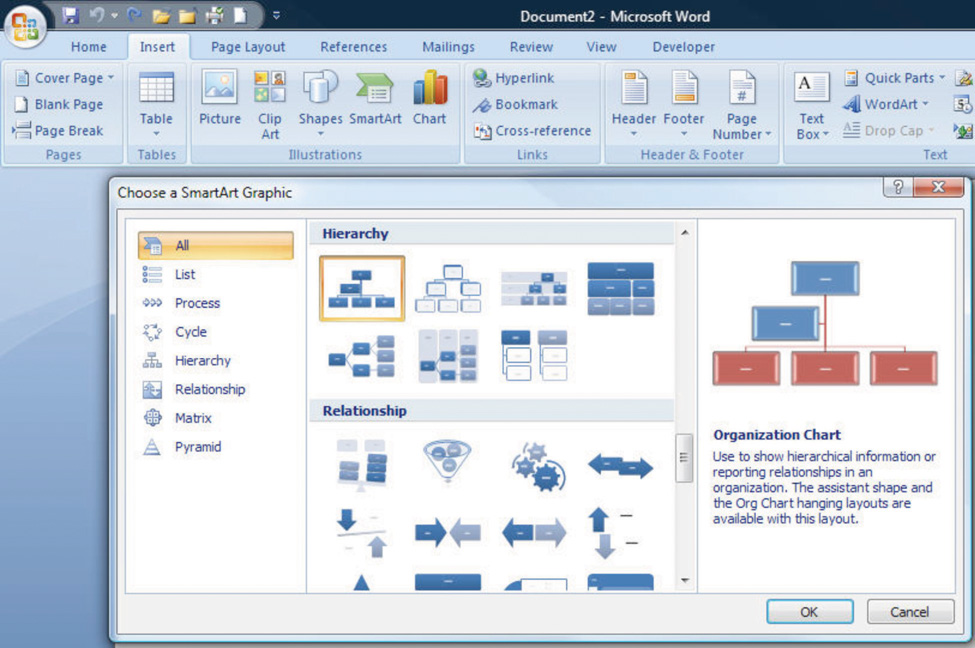 Document2 - Microsoft Word
Home Insert Page Layout References Mailings Review View Developer
Cover Page
Blank Page
Page Break
Pages
Table
Tables
Picture
Clip
Art
Shapes
SmartArt
Chart
Illustrations
Hyperlink
Bookmark
Cross-reference
Links
Header
Footer
Page
Number
Header & Footer
A
Text
Box
Quick Parts
WordArt
Drop Cap
Text
Choose a SmartArt Graphic
All
List
Process
Cycle
Hierarchy
Relationship
Matrix
Pyramid
Hierarchy
Relationship
Organization Chart
Use to show hierarchical information or
reporting relationships in an
organization. The assistant shape and
the Org Chart hanging layouts are
available with this layout.
OK
Cancel